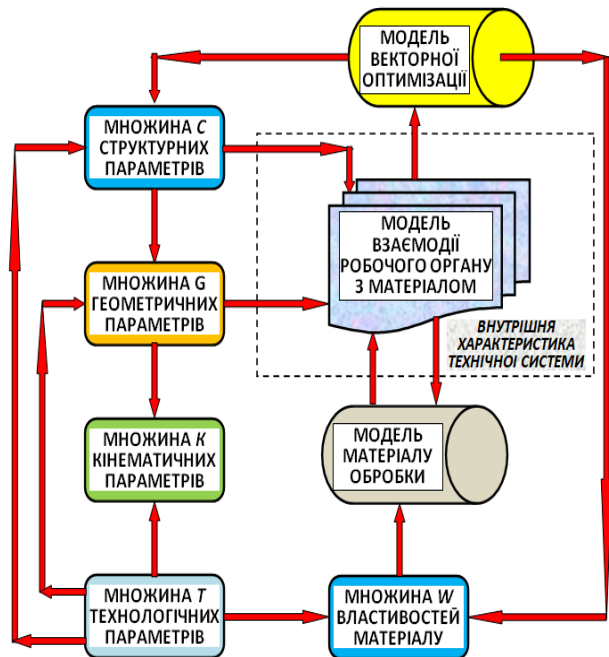 МОДЕЛЬ
ВЕКТОРНОЇ
ОПТИМІЗАЦІЇ
МНОЖИНА C
СТРУКТУРНИХ
ПАРАМЕТРІВ
МОДЕЛЬ
ВЗАЄМОДІЇ
РОБОЧОГО ОРГАНУ
З МАТЕРІАЛОМ
МНОЖИНА G
ГЕОМЕТРИЧНИХ
ПАРАМЕТРІВ
ВНУТРІШНЯ
ХАРАКТЕРИСТИКА
ТЕХНІЧНОЇ СИСТЕМИ
МНОЖИНА К
КІНЕМАТИЧНИХ
ПАРАМЕТРІВ
МОДЕЛЬ
МАТЕРІАЛУ
ОБРОБКИ
МНОЖИНА Т
ТЕХНОЛОГІЧНИХ
ПАРАМЕТРІВ
МНОЖИНА W
ВЛАСТИВОСТЕЙ
МАТЕРІАЛУ